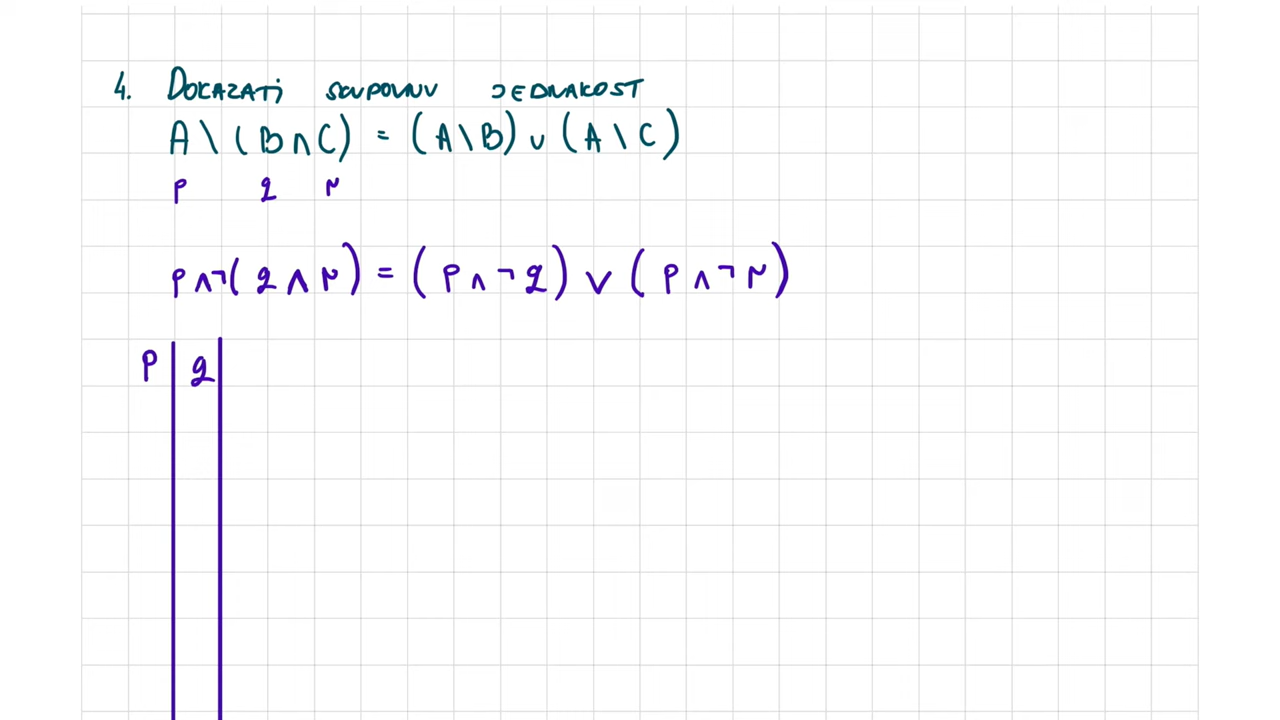 4. DOKAZATI SKUPOVNU JEDNAKOST
A \ (B ∩ C) = (A \ B) ∪ (A \ C)
p q r
p ∧ ¬(q ∧ r) = (p ∧ ¬q) ∨ (p ∧ ¬r)
p q